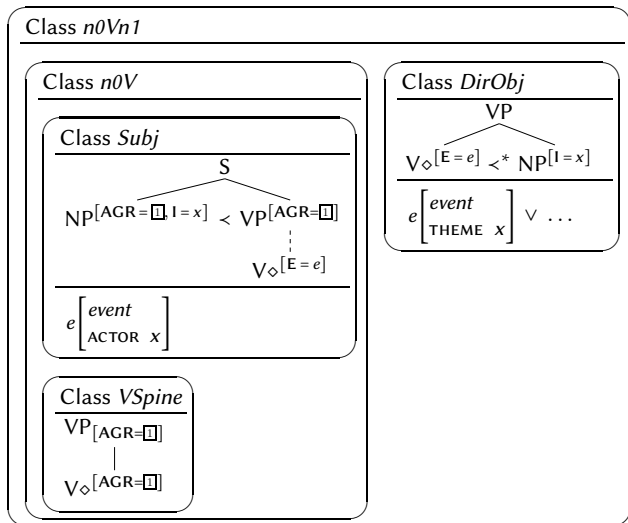 Class n0Vn1
Class n0V
Class Subj
S
NP[AGR=1, I=x] ≺ VP[AGR=1]
V⋄[E=e]
e[event
ACTOR x]
Class VSpine
VP[AGR=1]
V⋄[AGR=1]
Class DirObj
VP
V⋄[E=e] ≺* NP[I=x]
e[event
THEME x] ∨ ...